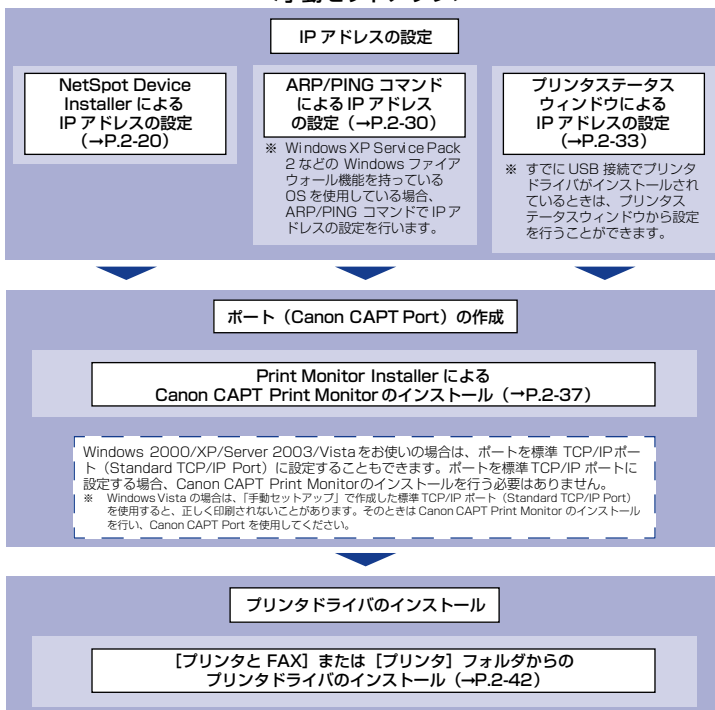 IP アドレスの設定
NetSpot Device
Installer による
IP アドレスの設定
(→P.2-20)
ARP/PING コマンド
による IP アドレス
の設定（→P.2-30）
※ Windows XP Service Pack
2 などの Windows ファイア
ウォール機能を持っている
OS を使用している場合、
ARP/PING コマンドで IP ア
ドレスの設定を行います。
プリンタステータス
ウィンドウによる
IP アドレスの設定
(→P.2-33)
※ すでに USB 接続でプリンタ
ドライバがインストールされ
ているときは、プリンタス
テータスウィンドウから設定
を行うことができます。
ポート（Canon CAPT Port）の作成
Print Monitor Installer による
Canon CAPT Print Monitor のインストール（→P.2-37）
Windows 2000/XP/Server 2003/Vista をお使いの場合は、ポートを標準 TCP/IP ポー
ト（Standard TCP/IP Port）に設定することもできます。ポートを標準 TCP/IP ポートに
設定する場合、Canon CAPT Print Monitorのインストールを行う必要はありません。
※ Windows Vista の場合は、「手動セットアップ」で作成した標準 TCP/IP ポート（Standard TCP/IP Port）
を使用すると、正しく印刷されないことがあります。そのときは Canon CAPT Print Monitor のインストール
を行い、Canon CAPT Port を使用してください。
プリンタドライバのインストール
［プリンタと FAX］または［プリンタ］フォルダからの
プリンタドライバのインストール（→P.2-42）